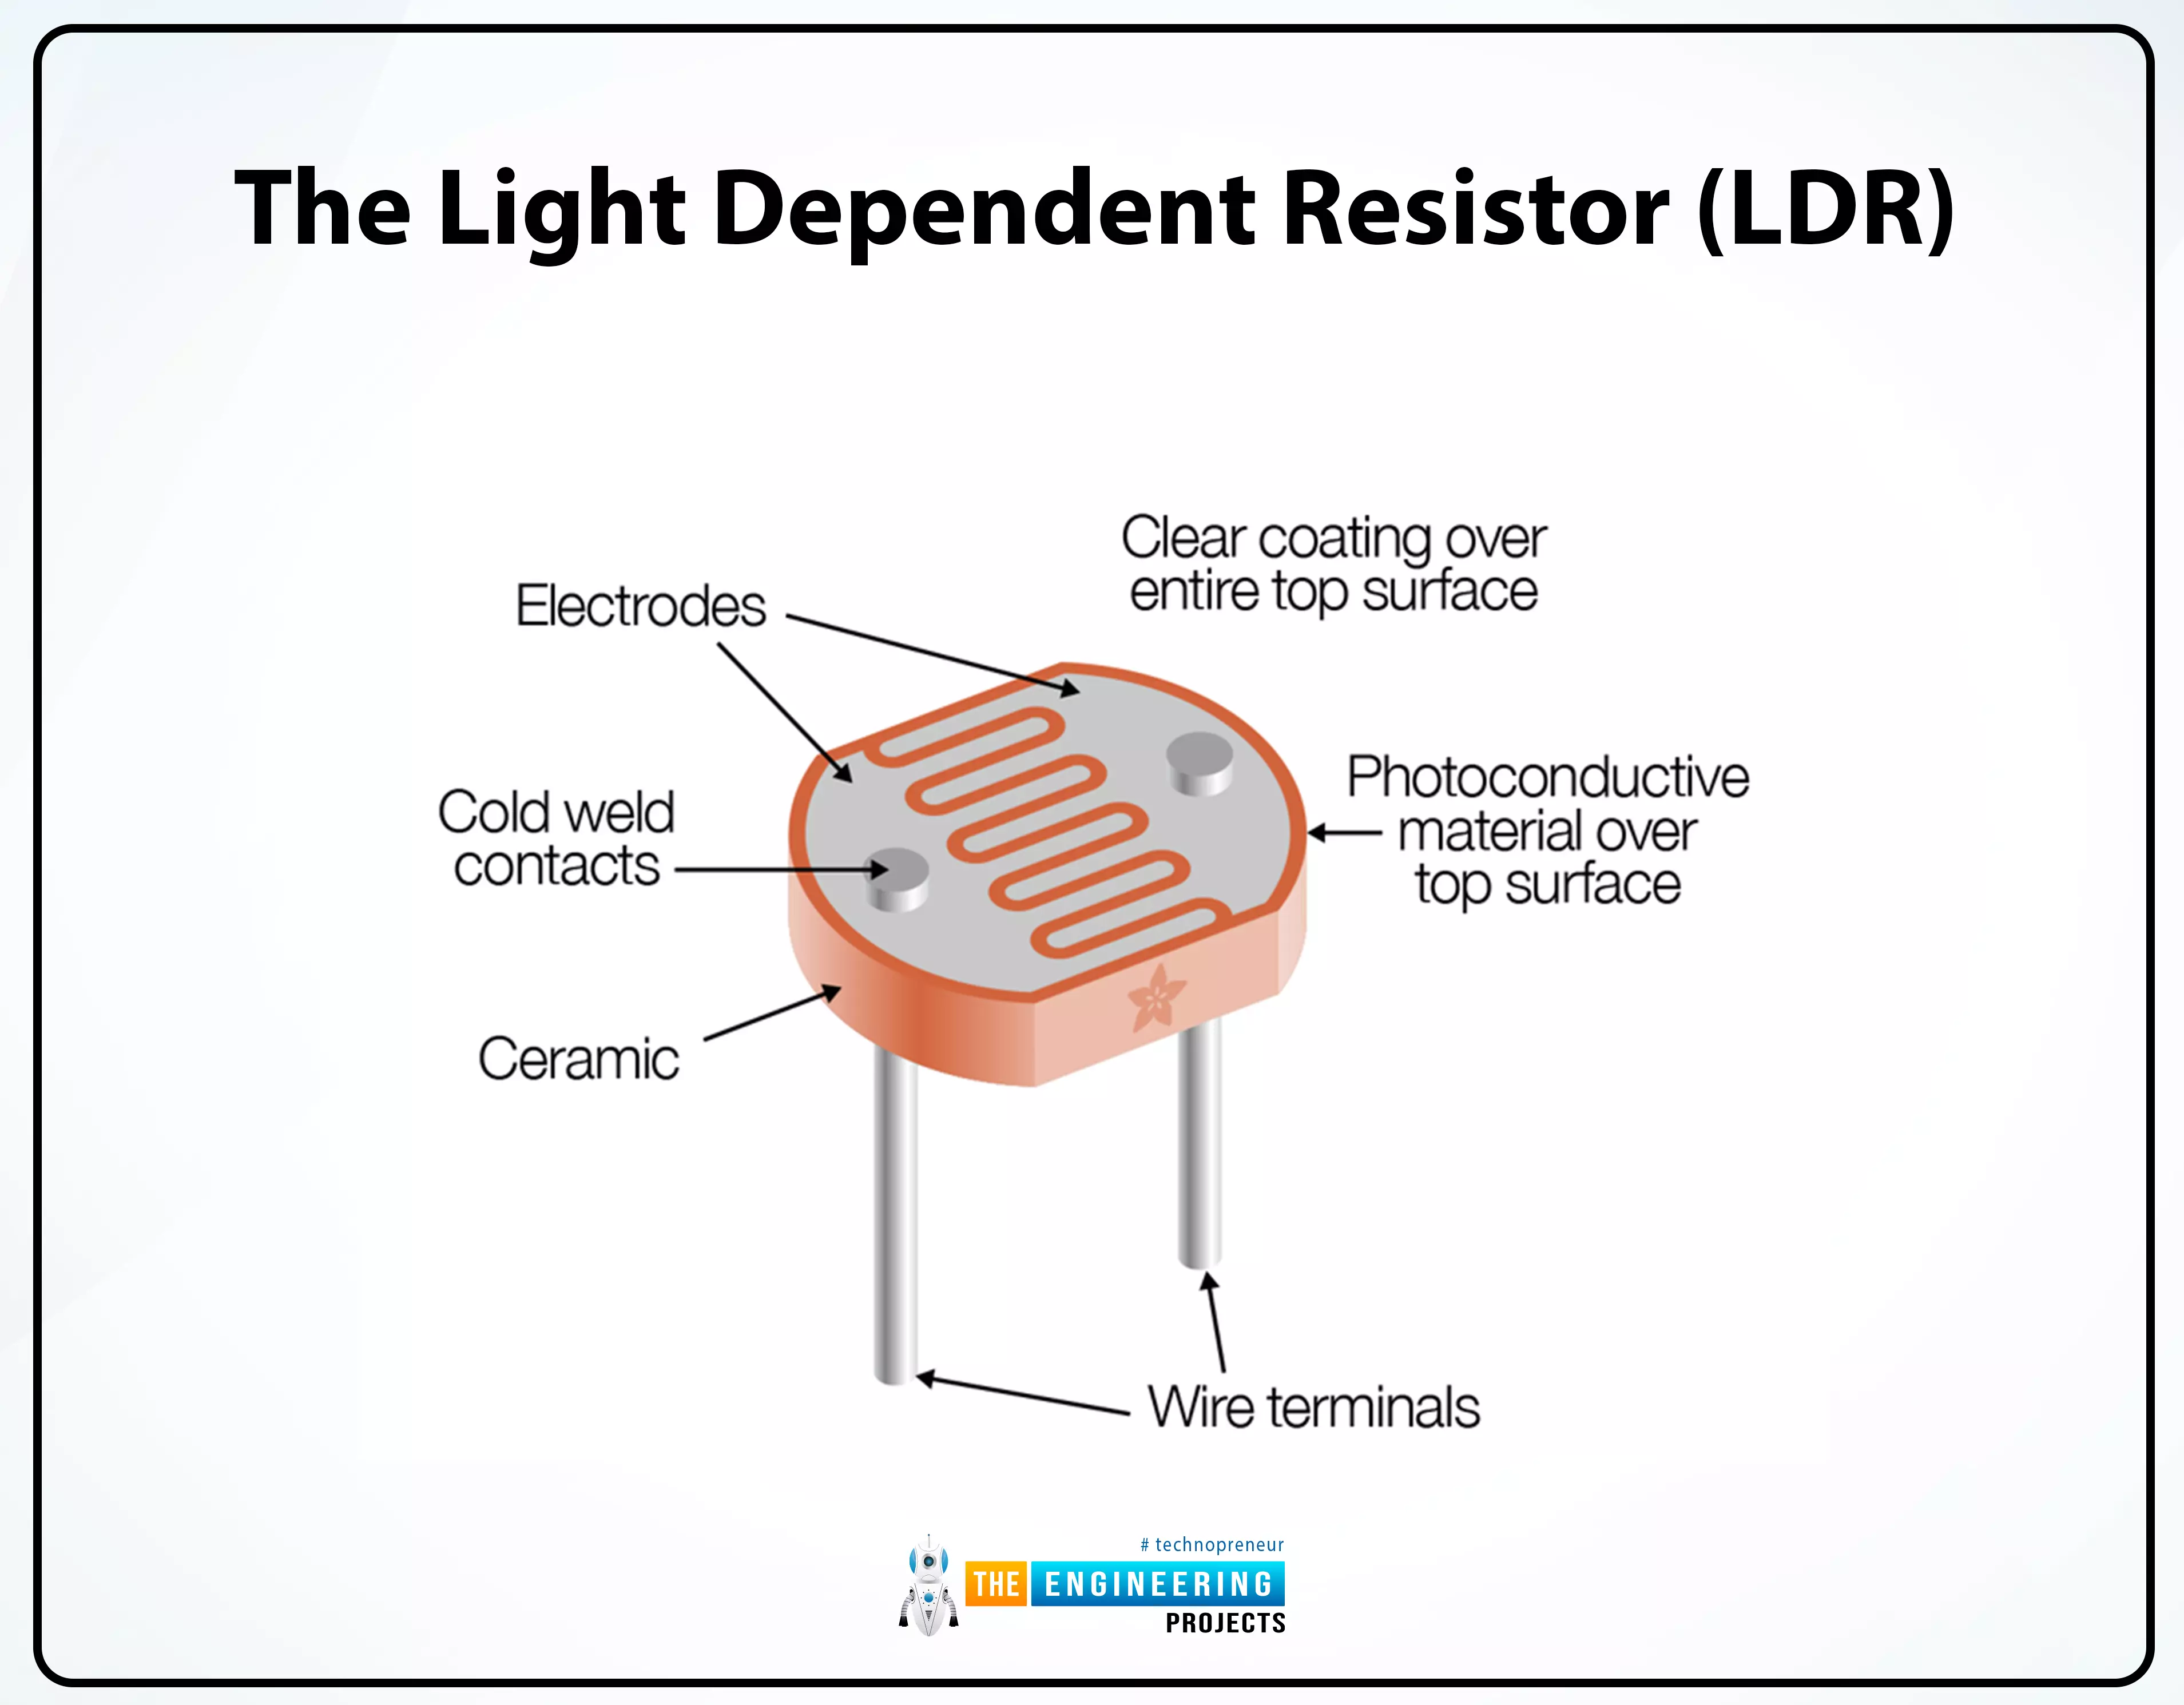 The Light Dependent Resistor (LDR)
Clear coating over
entire top surface
Electrodes
Photoconductive
material over
top surface
Cold weld
contacts
Ceramic
Wire terminals
# technopreneur
THE ENGINEERING
PROJECTS